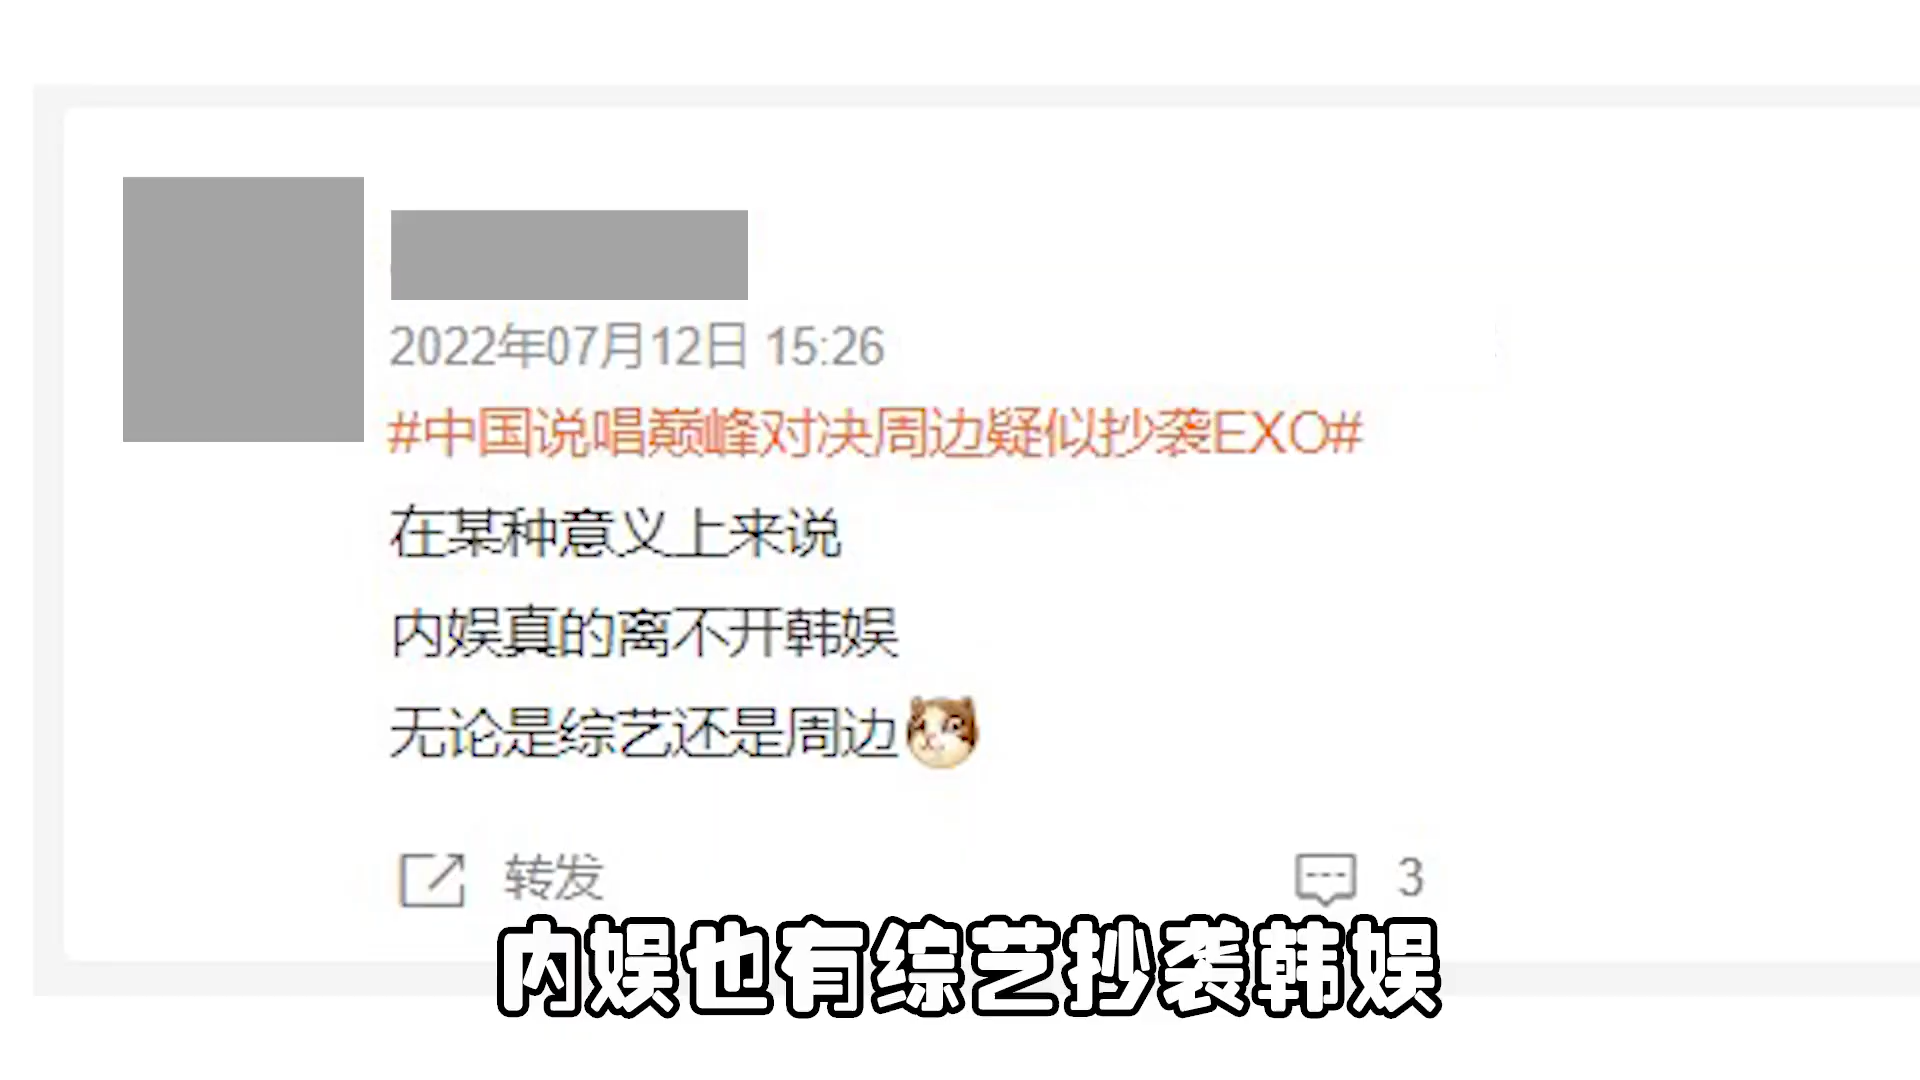 2022年07月12日 15:26
#中国说唱巅峰对决周边疑似抄袭EXO#
在某种意义上来说
内娱真的离不开韩娱
无论是综艺还是周边
转发 3
内娱也有综艺抄袭韩娱